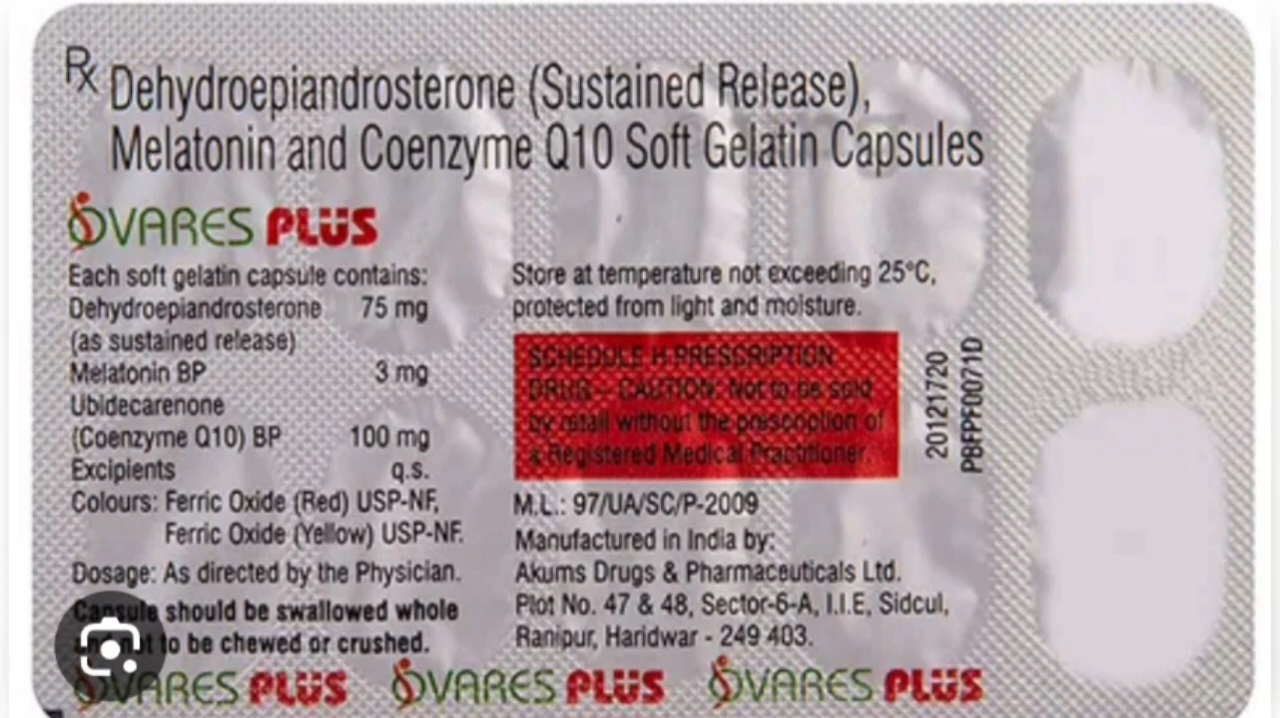 Rx Dehydroepiandrosterone (Sustained Release),
Melatonin and Coenzyme Q10 Soft Gelatin Capsules
OVARES PLUS
Each soft gelatin capsule contains:
Dehydroepiandrosterone 75 mg
(as sustained release)
Melatonin BP 3 mg
Ubidecarenone
(Coenzyme Q10) BP 100 mg
Excipients q.s.
Colours: Ferric Oxide (Red) USP-NF,
Ferric Oxide (Yellow) USP-NF.
Dosage: As directed by the Physician.
Capsule should be swallowed whole
and not to be chewed or crushed.
Store at temperature not exceeding 25°C,
protected from light and moisture.
SCHEDULE H PRESCRIPTION
DRUG – CAUTION: Not to be sold
by retail without the prescription of
a Registered Medical Practitioner.
M.L.: 97/UA/SC/P-2009
Manufactured in India by:
Akums Drugs & Pharmaceuticals Ltd.
Plot No. 47 & 48, Sector-6-A, I.I.E, Sidcul,
Ranipur, Haridwar - 249 403.
20121720
PBFPF0071D
OVARES PLUS OVARES PLUS OVARES PLUS